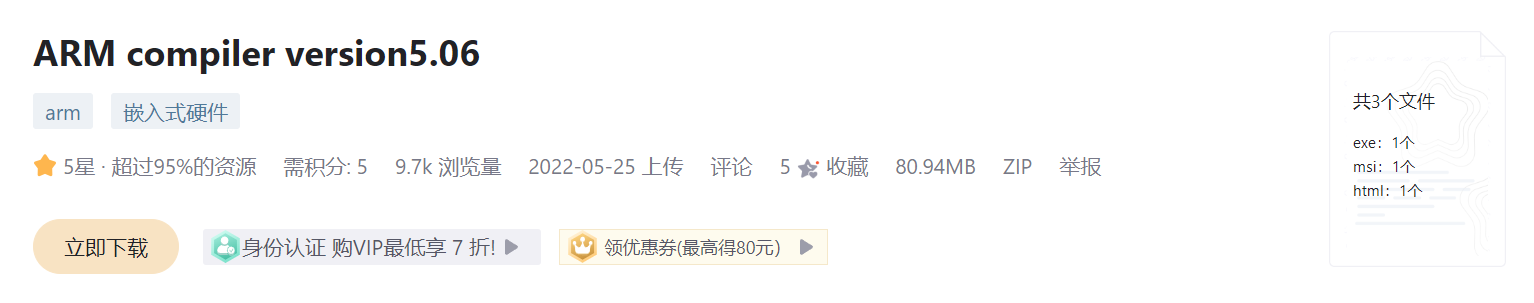 ARM compiler version5.06
arm 嵌入式硬件
5星 · 超过95%的资源 需积分: 5 9.7k 浏览量 2022-05-25 上传 评论 5 收藏 80.94MB ZIP 举报
立即下载 身份认证 购VIP最低享 7 折! 领优惠券(最高得80元)
共3个文件
exe：1个
msi：1个
html：1个